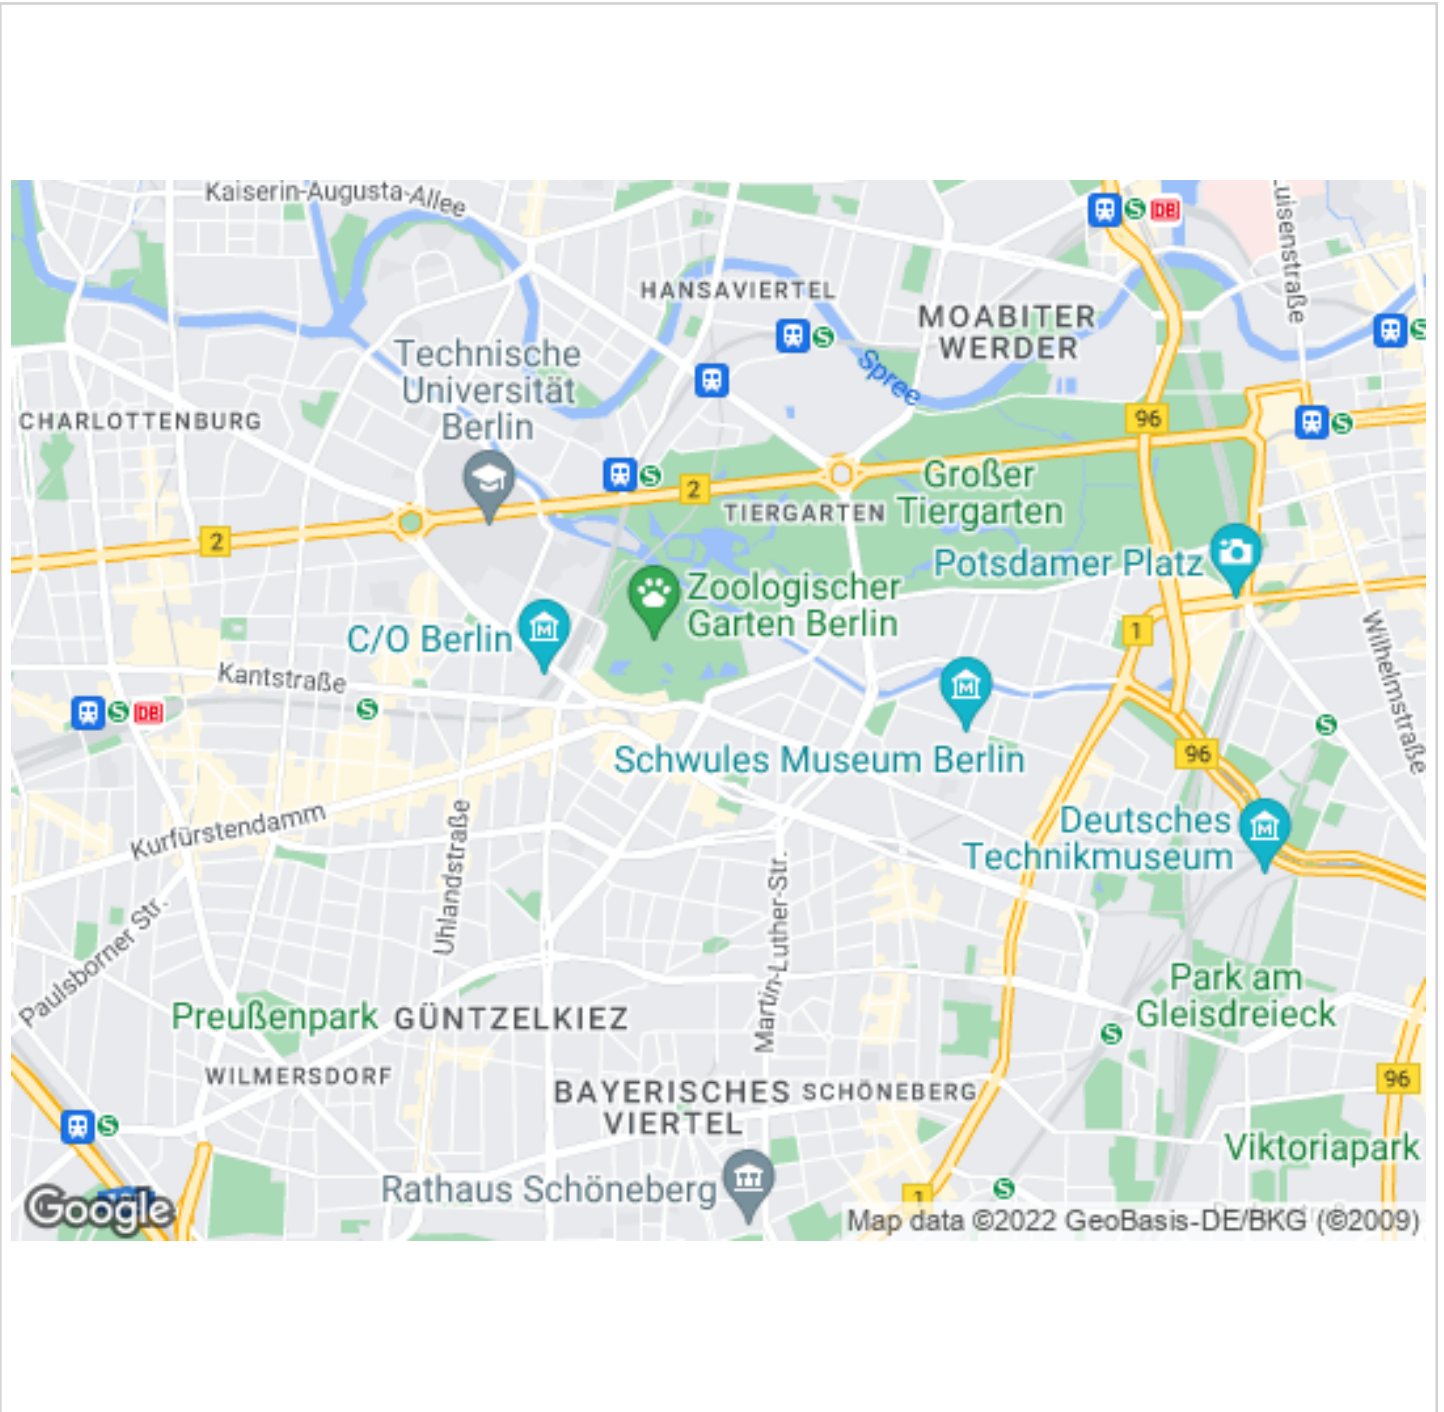 Kaiserin-Augusta-Allee
S
DB
Luisenstraße
HANSAVIERTEL
MOABITER
WERDER
S
S
Technische
Universität
Berlin
Spree
CHARLOTTENBURG
96
S
S
2
Großer
Tiergarten
TIERGARTEN
2
Potsdamer Platz
Zoologischer
Garten Berlin
C/O Berlin
1
Wilhelmstraße
Kantstraße
S
DB
S
S
Schwules Museum Berlin
96
Kurfürstendamm
Uhlandstraße
Deutsches
Technikmuseum
Martin-Luther-Str.
Paulsborner Str.
Park am
Gleisdreieck
Preußenpark
GÜNTZELKIEZ
S
WILMERSDORF
BAYERISCHES
VIERTEL
SCHÖNEBERG
96
S
Viktoriapark
Rathaus Schöneberg
S
1
Google
Map data ©2022 GeoBasis-DE/BKG (©2009)